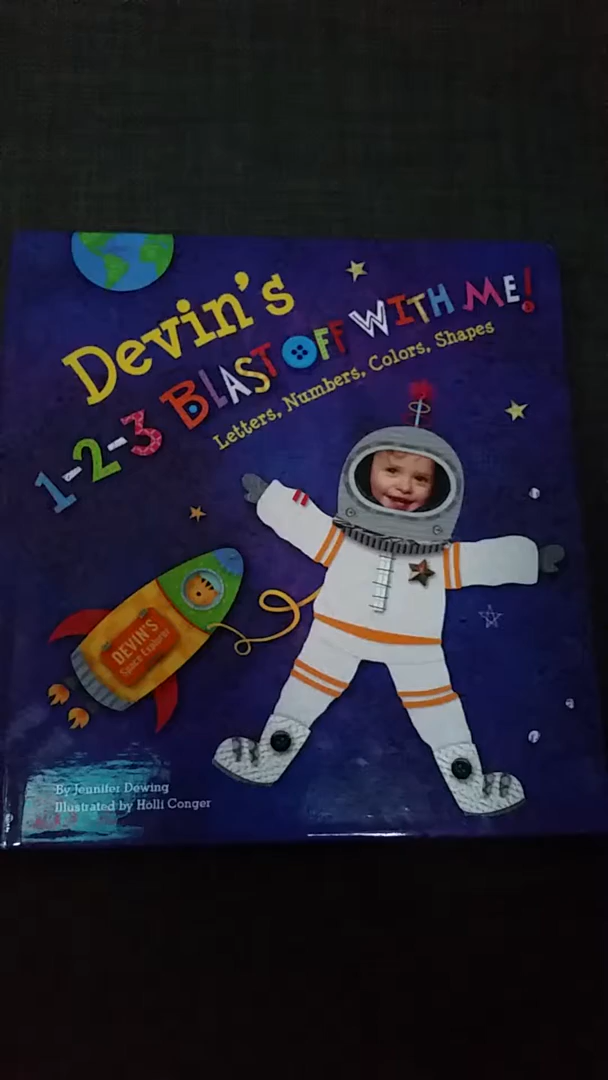 Devin's
1-2-3 BLAST OFF WITH ME!
Letters, Numbers, Colors, Shapes
DEVIN'S
Space Explorer
By Jennifer Dewing
Illustrated by Holli Conger